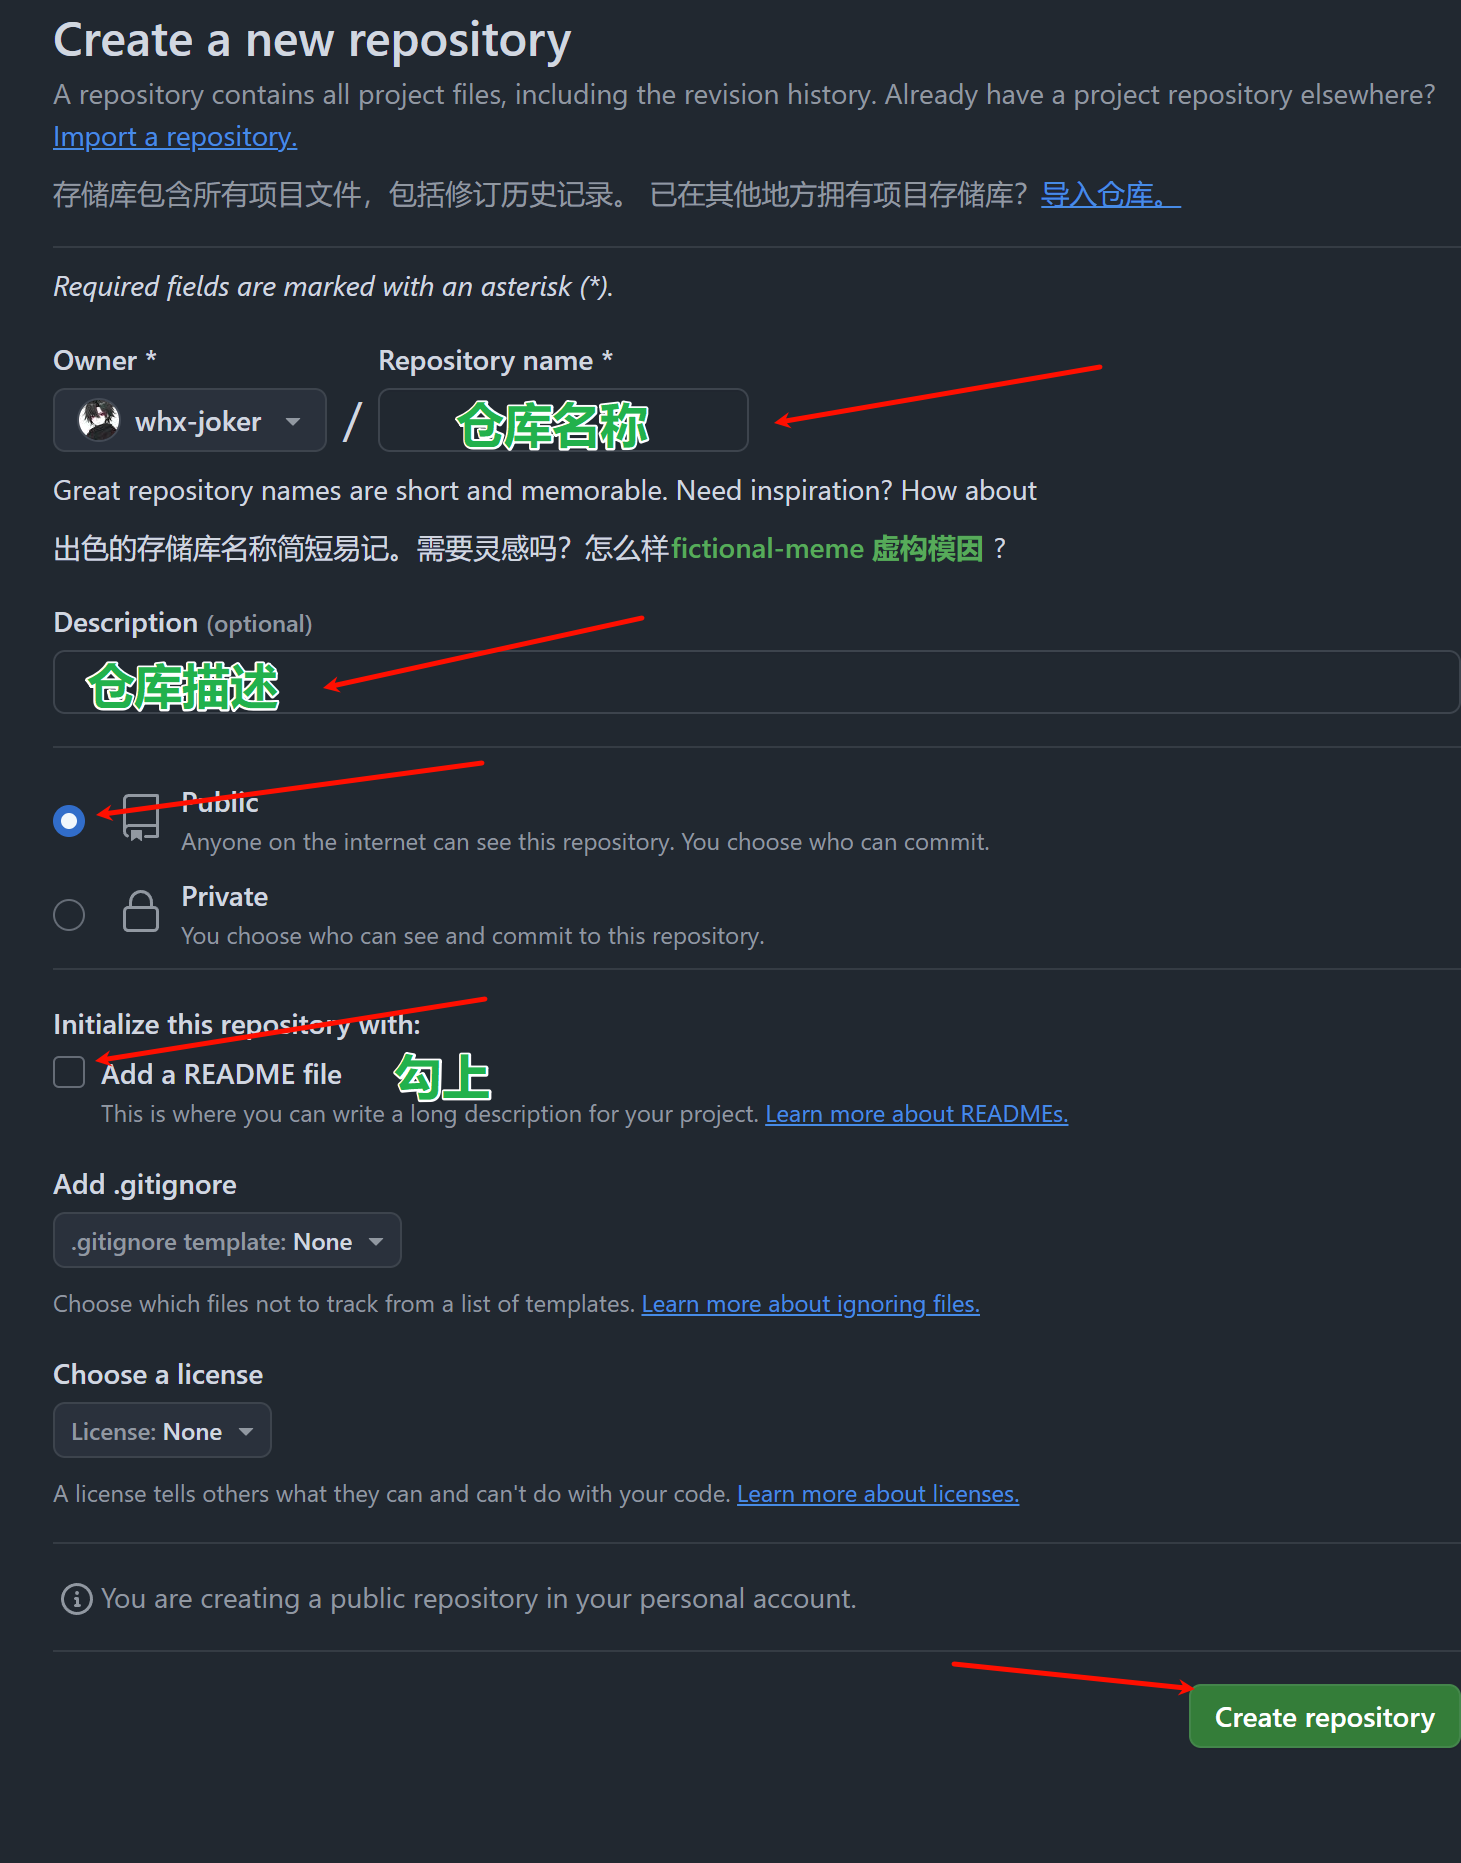 Create a new repository
A repository contains all project files, including the revision history. Already have a project repository elsewhere?
Import a repository.
存储库包含所有项目文件，包括修订历史记录。 已在其他地方拥有项目存储库？导入仓库。
Required fields are marked with an asterisk (*).
Owner * Repository name *
whx-joker / 仓库名称
Great repository names are short and memorable. Need inspiration? How about
出色的存储库名称简短易记。需要灵感吗？怎么样fictional-meme 虚构模因 ?
Description (optional)
仓库描述
Public
Anyone on the internet can see this repository. You choose who can commit.
Private
You choose who can see and commit to this repository.
Initialize this repository with:
Add a README file 勾上
This is where you can write a long description for your project. Learn more about READMEs.
Add .gitignore
.gitignore template: None
Choose which files not to track from a list of templates. Learn more about ignoring files.
Choose a license
License: None
A license tells others what they can and can't do with your code. Learn more about licenses.
You are creating a public repository in your personal account.
Create repository